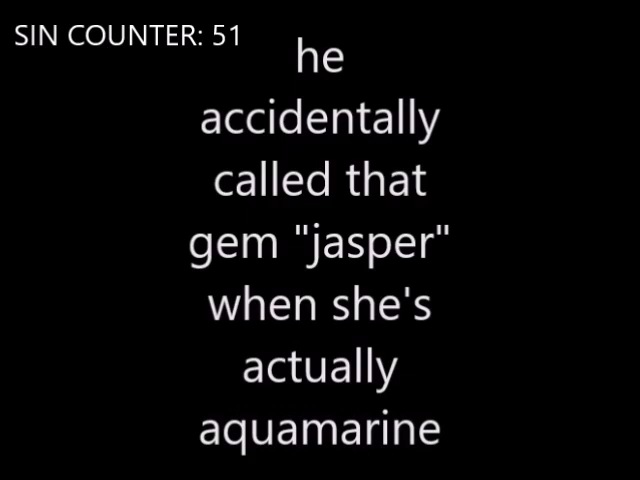 SIN COUNTER: 51
he
accidentally
called that
gem "jasper"
when she's
actually
aquamarine